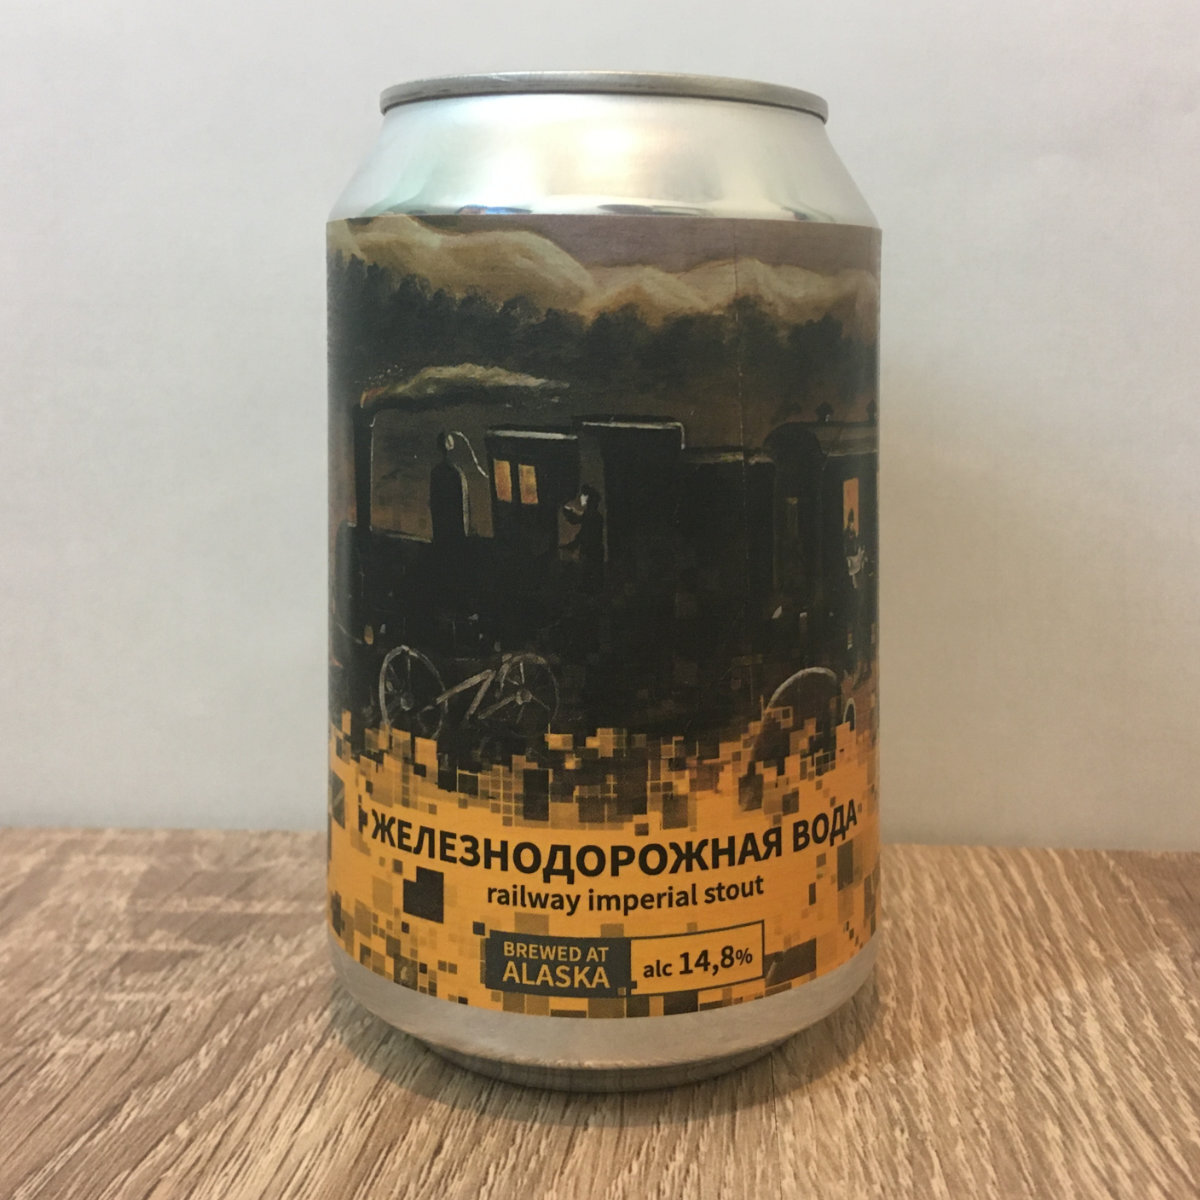 ЖЕЛЕЗНОДОРОЖНАЯ ВОДА
railway imperial stout
BREWED AT
ALASKA
alc 14,8%